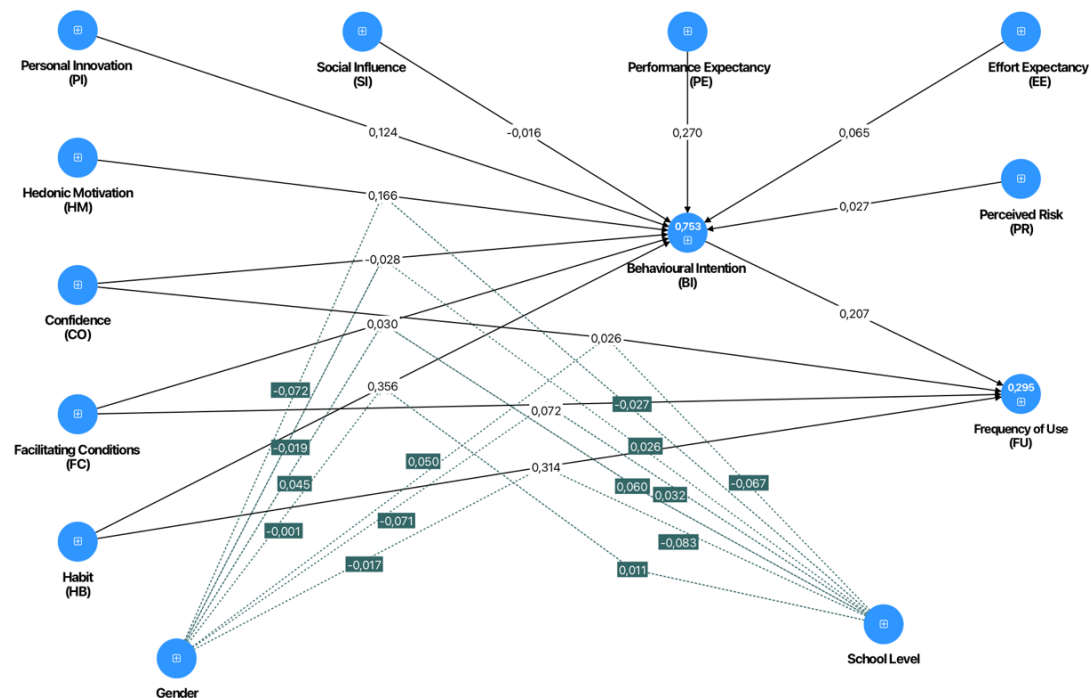 Personal Innovation
(PI)
Social Influence
(SI)
Performance Expectancy
(PE)
Effort Expectancy
(EE)
0,124
-0,016
0,270
0,065
Hedonic Motivation
(HM)
0,166
0,027
Perceived Risk
(PR)
0,753
Behavioural Intention
(BI)
-0,028
Confidence
(CO)
0,030
0,026
0,207
-0,072
0,356
-0,027
0,072
0,295
Frequency of Use
(FU)
Facilitating Conditions
(FC)
-0,019
0,026
0,050
0,314
0,045
0,060
0,032
-0,067
-0,001
-0,071
-0,083
-0,017
0,011
Habit
(HB)
School Level
Gender